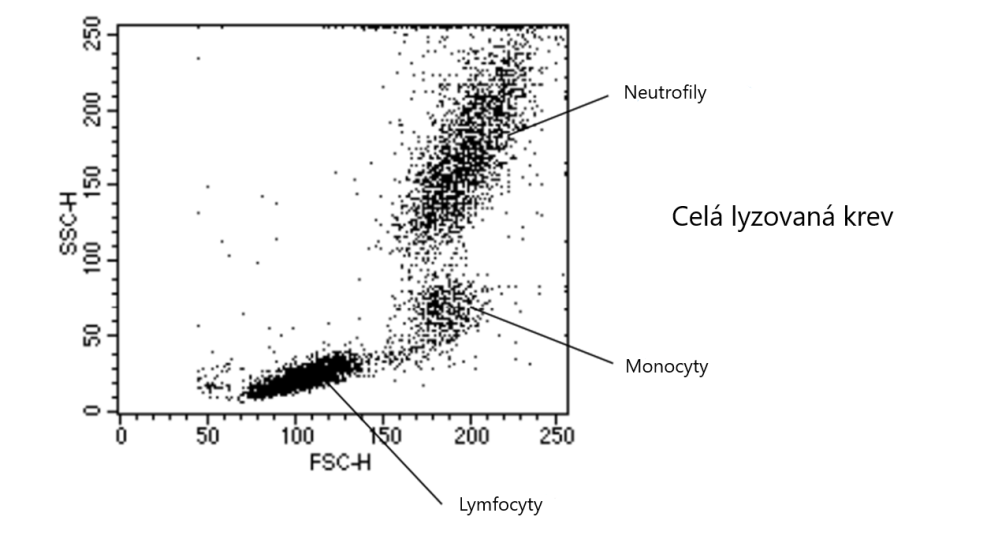 250
200
150
100
50
0
SSC-H
0 50 100 150 200 250
FSC-H
Neutrofily
Celá lyzovaná krev
Monocyty
Lymfocyty